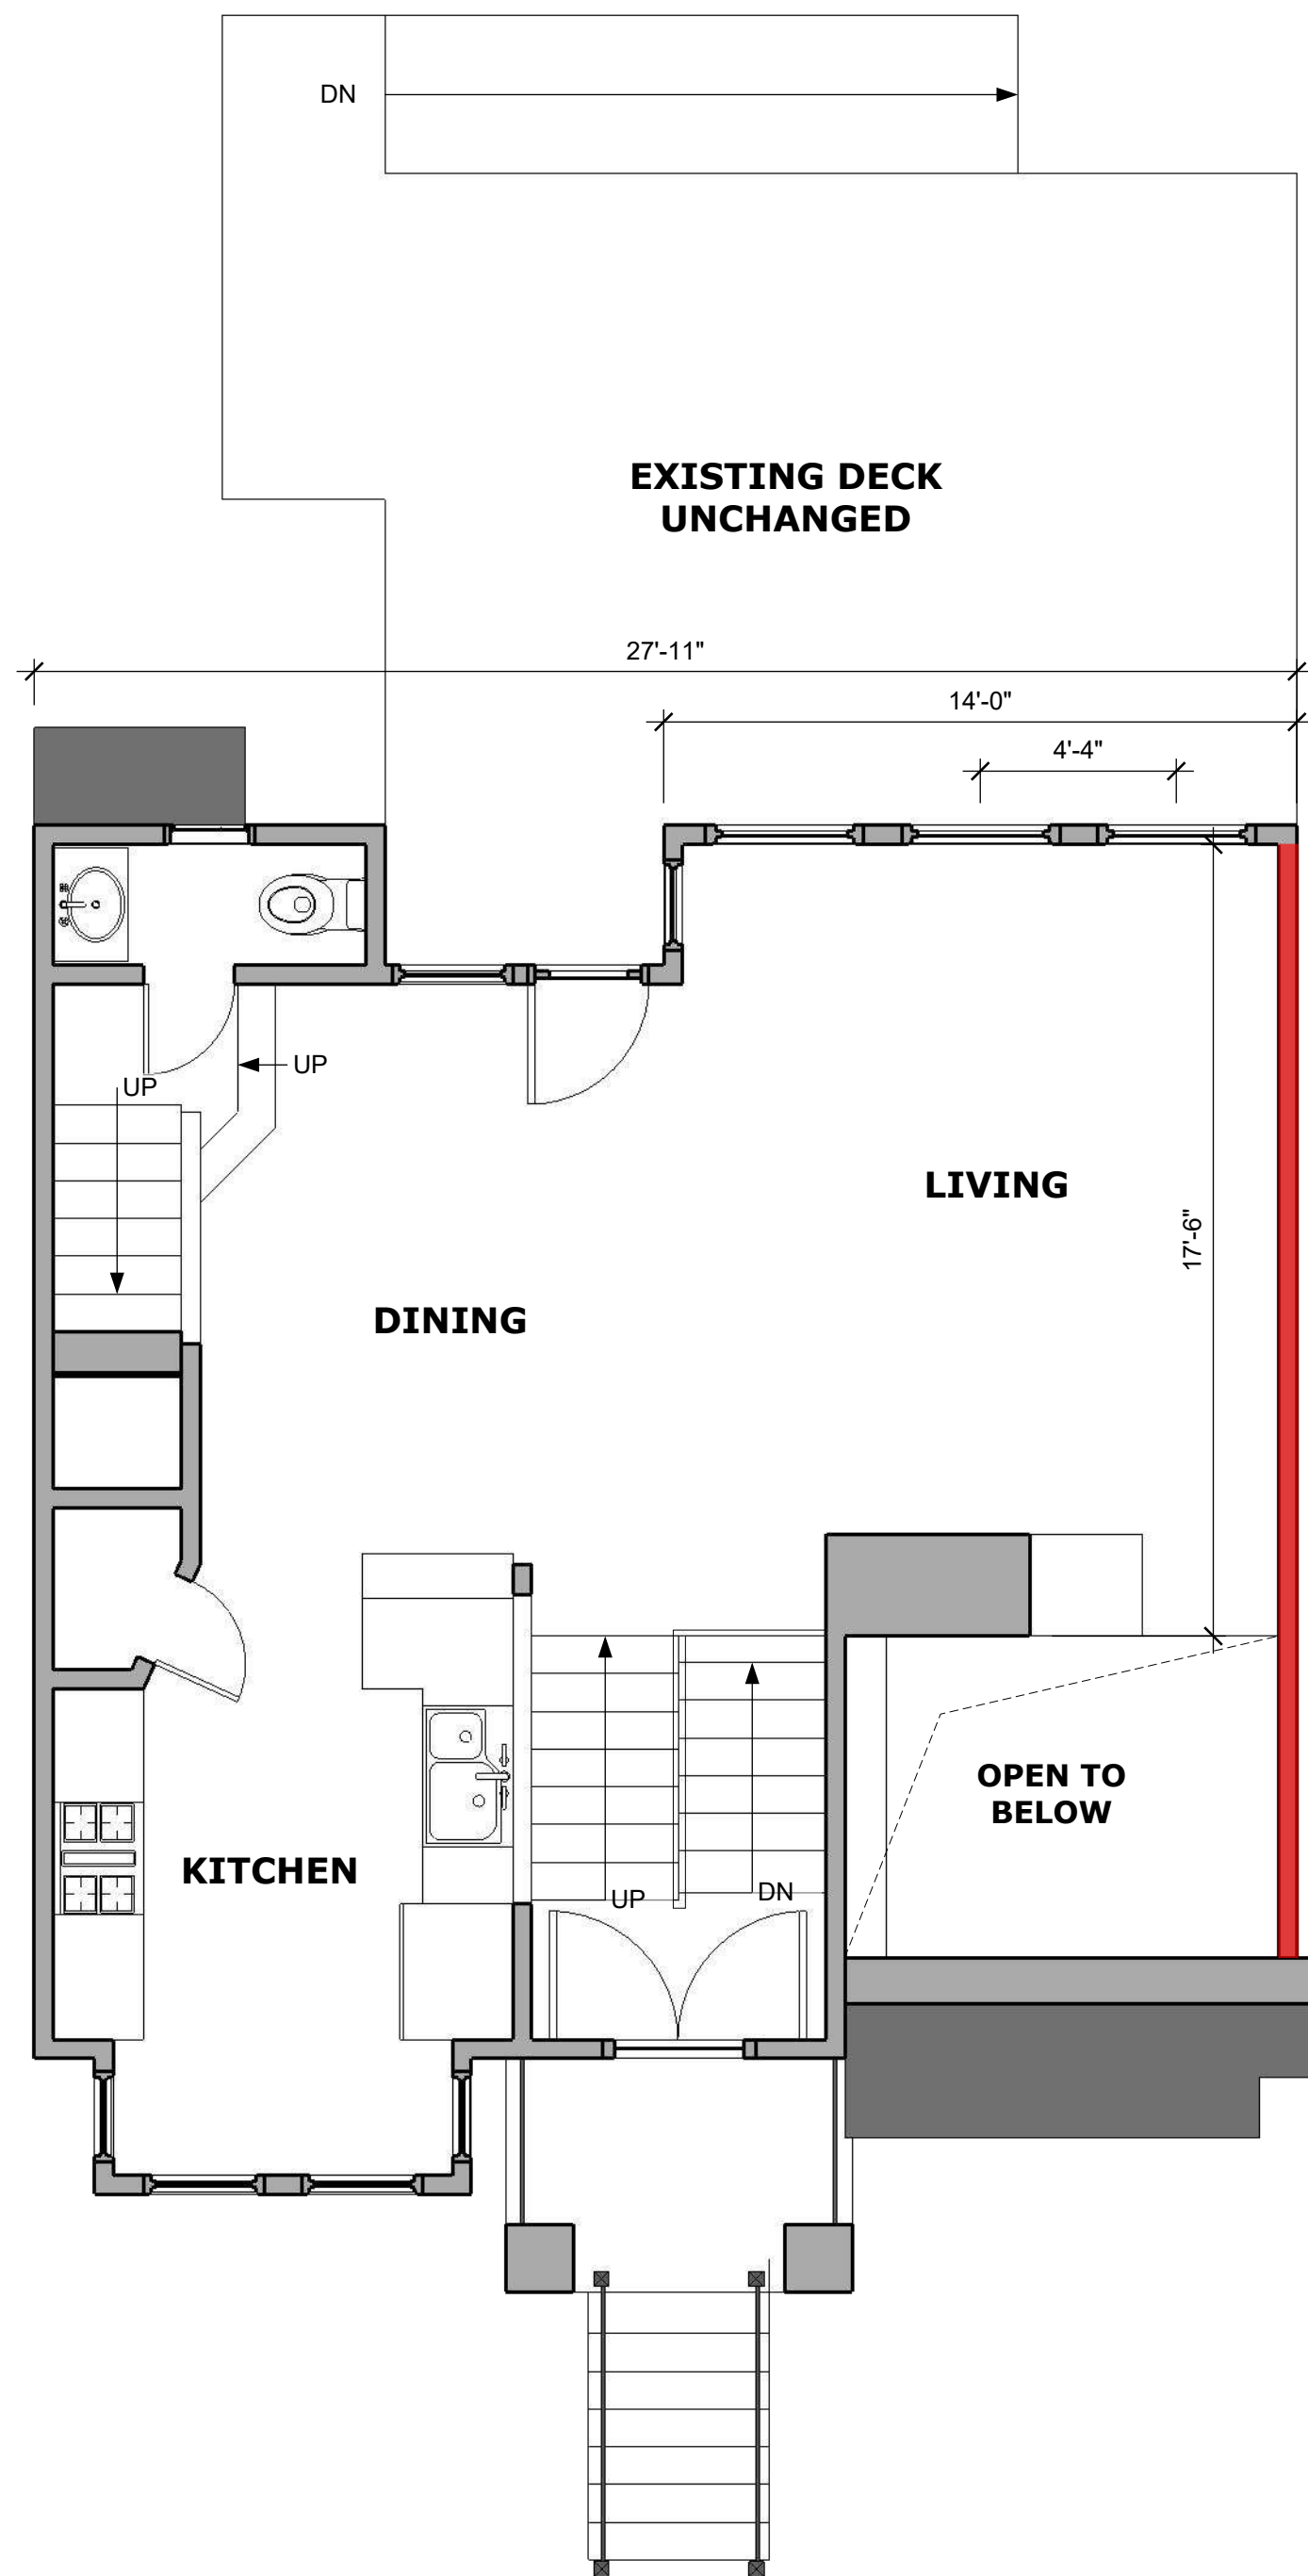 DN
EXISTING DECK
UNCHANGED
27'-11"
14'-0"
4'-4"
UP
UP
LIVING
17'-6"
DINING
OPEN TO
BELOW
KITCHEN
UP
DN